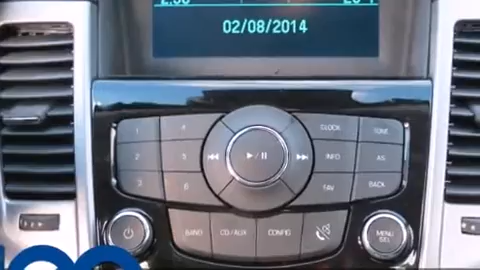 02/08/2014
1 4 CLOCK TONE
2 5 INFO AS
3 6 FAV BACK
BAND CD/AUX CONFIG MENU
SEL